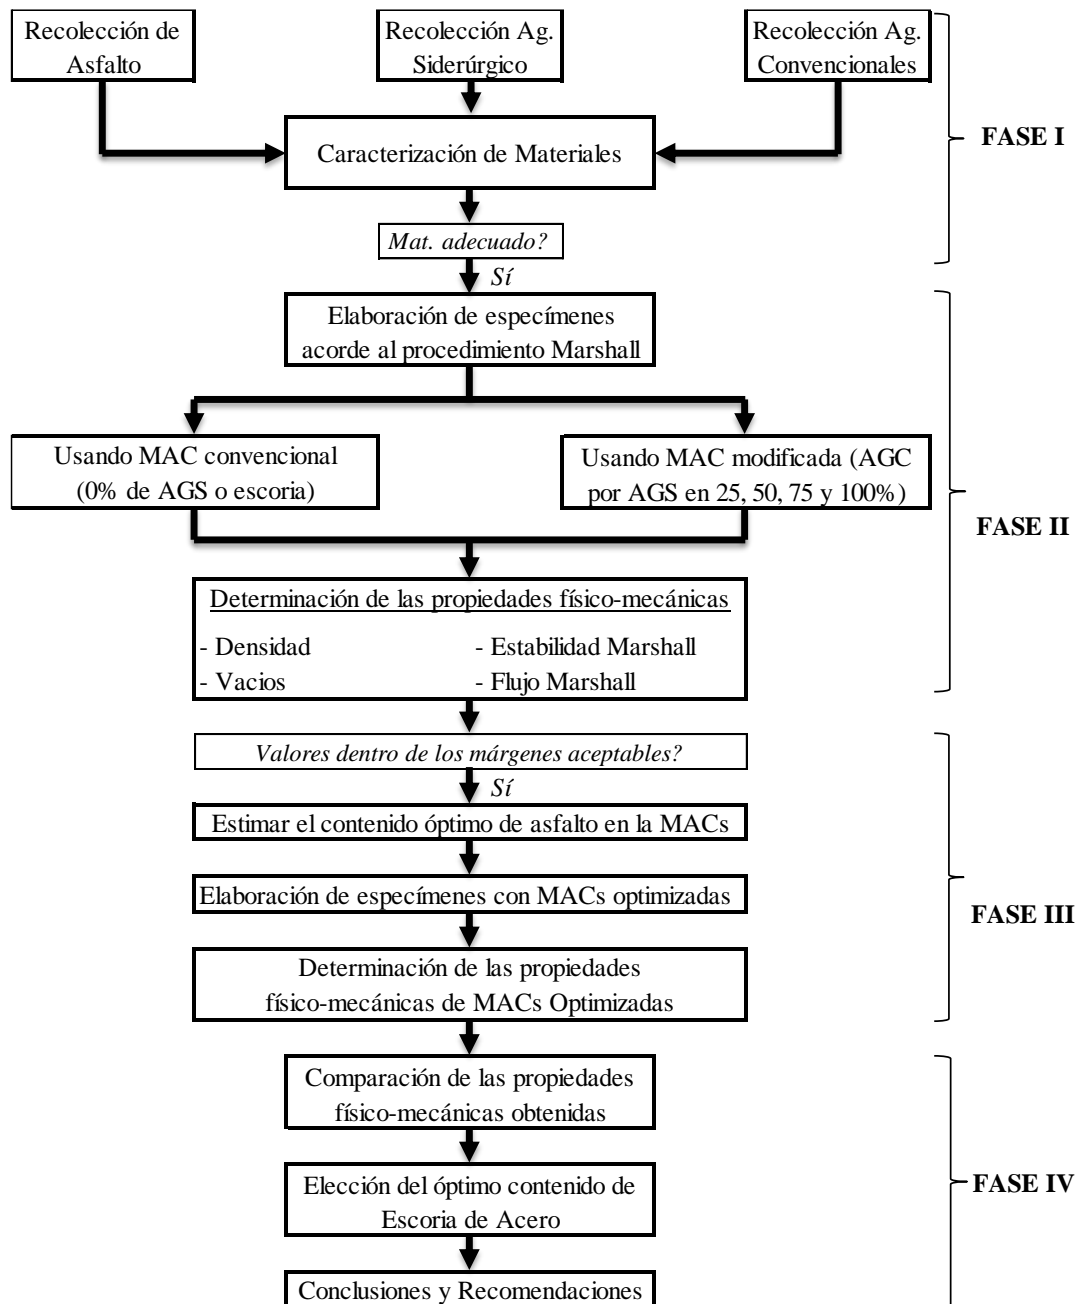 Recolección de
Asfalto
Recolección Ag.
Siderúrgico
Recolección Ag.
Convencionales
Caracterización de Materiales
FASE I
Mat. adecuado?
Sí
Elaboración de especímenes
acorde al procedimiento Marshall
Usando MAC convencional
(0% de AGS o escoria)
Usando MAC modificada (AGC
por AGS en 25, 50, 75 y 100%)
FASE II
Determinación de las propiedades físico-mecánicas
- Densidad
- Estabilidad Marshall
- Vacios
- Flujo Marshall
Valores dentro de los márgenes aceptables?
Sí
Estimar el contenido óptimo de asfalto en la MACs
Elaboración de especímenes con MACs optimizadas
FASE III
Determinación de las propiedades
físico-mecánicas de MACs Optimizadas
Comparación de las propiedades
físico-mecánicas obtenidas
Elección del óptimo contenido de
Escoria de Acero
FASE IV
Conclusiones y Recomendaciones